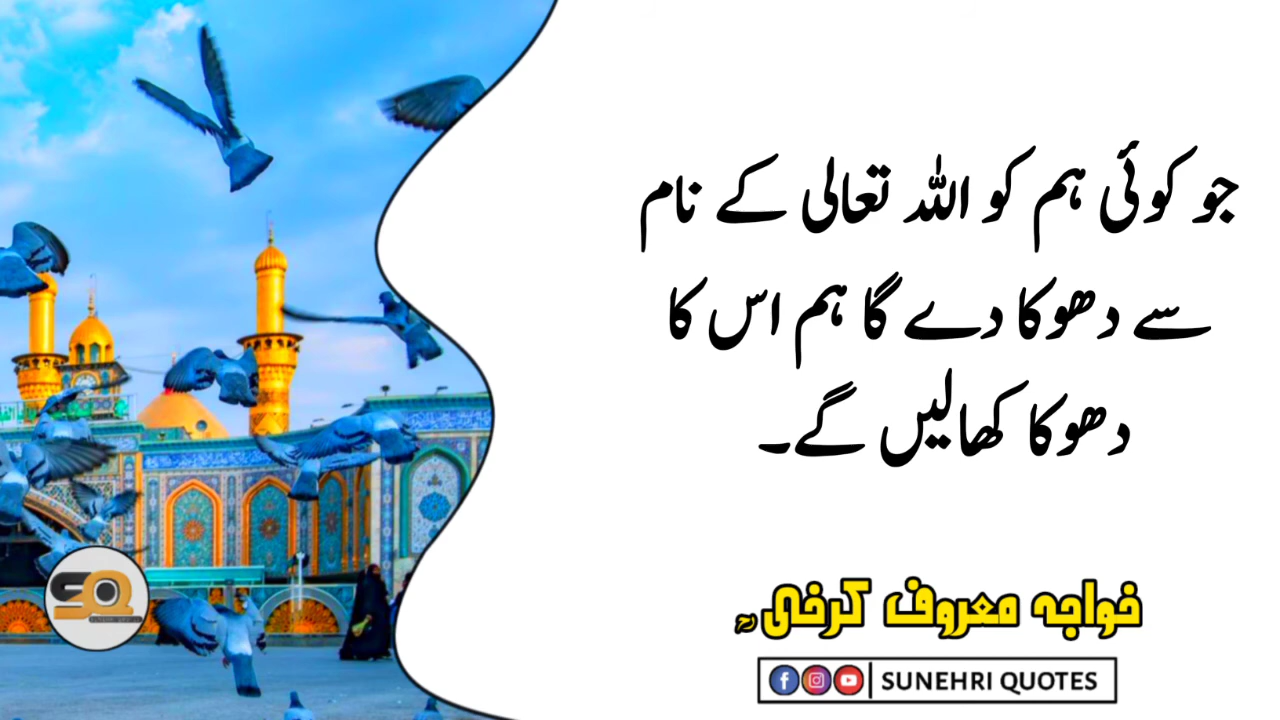 جو کوئی ہم کو اللہ تعالی کے نام
سے دھوکا دے گا ہم اس کا
دھوکا کھالیں گے۔
خواجہ معروف کرخی رح
SUNEHRI QUOTES
SQ